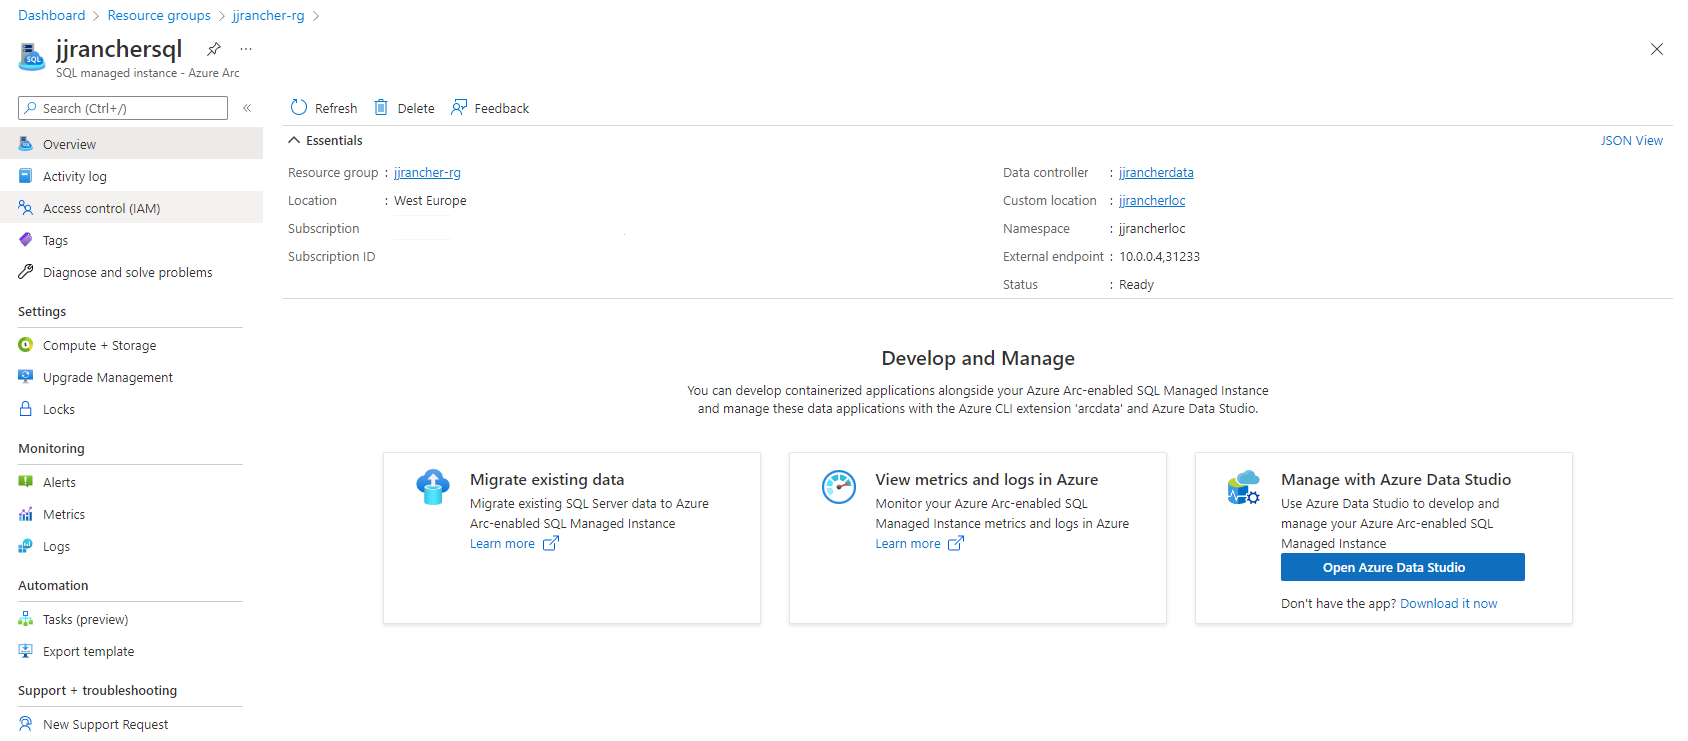 Dashboard > Resource groups > jjrancher-rg >
jjranchersql ...
SQL managed instance - Azure Arc
Search (Ctrl+/) «
Overview
Activity log
Access control (IAM)
Tags
Diagnose and solve problems
Settings
Compute + Storage
Upgrade Management
Locks
Monitoring
Alerts
Metrics
Logs
Automation
Tasks (preview)
Export template
Support + troubleshooting
New Support Request
Refresh Delete Feedback
Essentials JSON View
Resource group : jjrancher-rg
Location : West Europe
Subscription
Subscription ID
Data controller : jjrancherdata
Custom location : jjrancherloc
Namespace : jjrancherloc
External endpoint : 10.0.0.4,31233
Status : Ready
Develop and Manage
You can develop containerized applications alongside your Azure Arc-enabled SQL Managed Instance
and manage these data applications with the Azure CLI extension 'arcdata' and Azure Data Studio.
Migrate existing data
Migrate existing SQL Server data to Azure
Arc-enabled SQL Managed Instance
Learn more
View metrics and logs in Azure
Monitor your Azure Arc-enabled SQL
Managed Instance metrics and logs in Azure
Learn more
Manage with Azure Data Studio
Use Azure Data Studio to develop and
manage your Azure Arc-enabled SQL
Managed Instance
Open Azure Data Studio
Don't have the app? Download it now